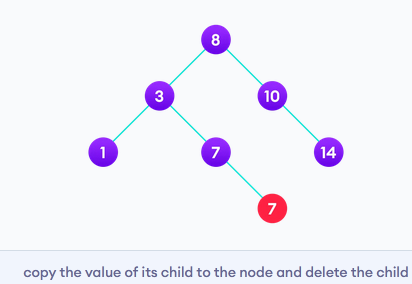 8
3 10
1 7 14
7
copy the value of its child to the node and delete the child